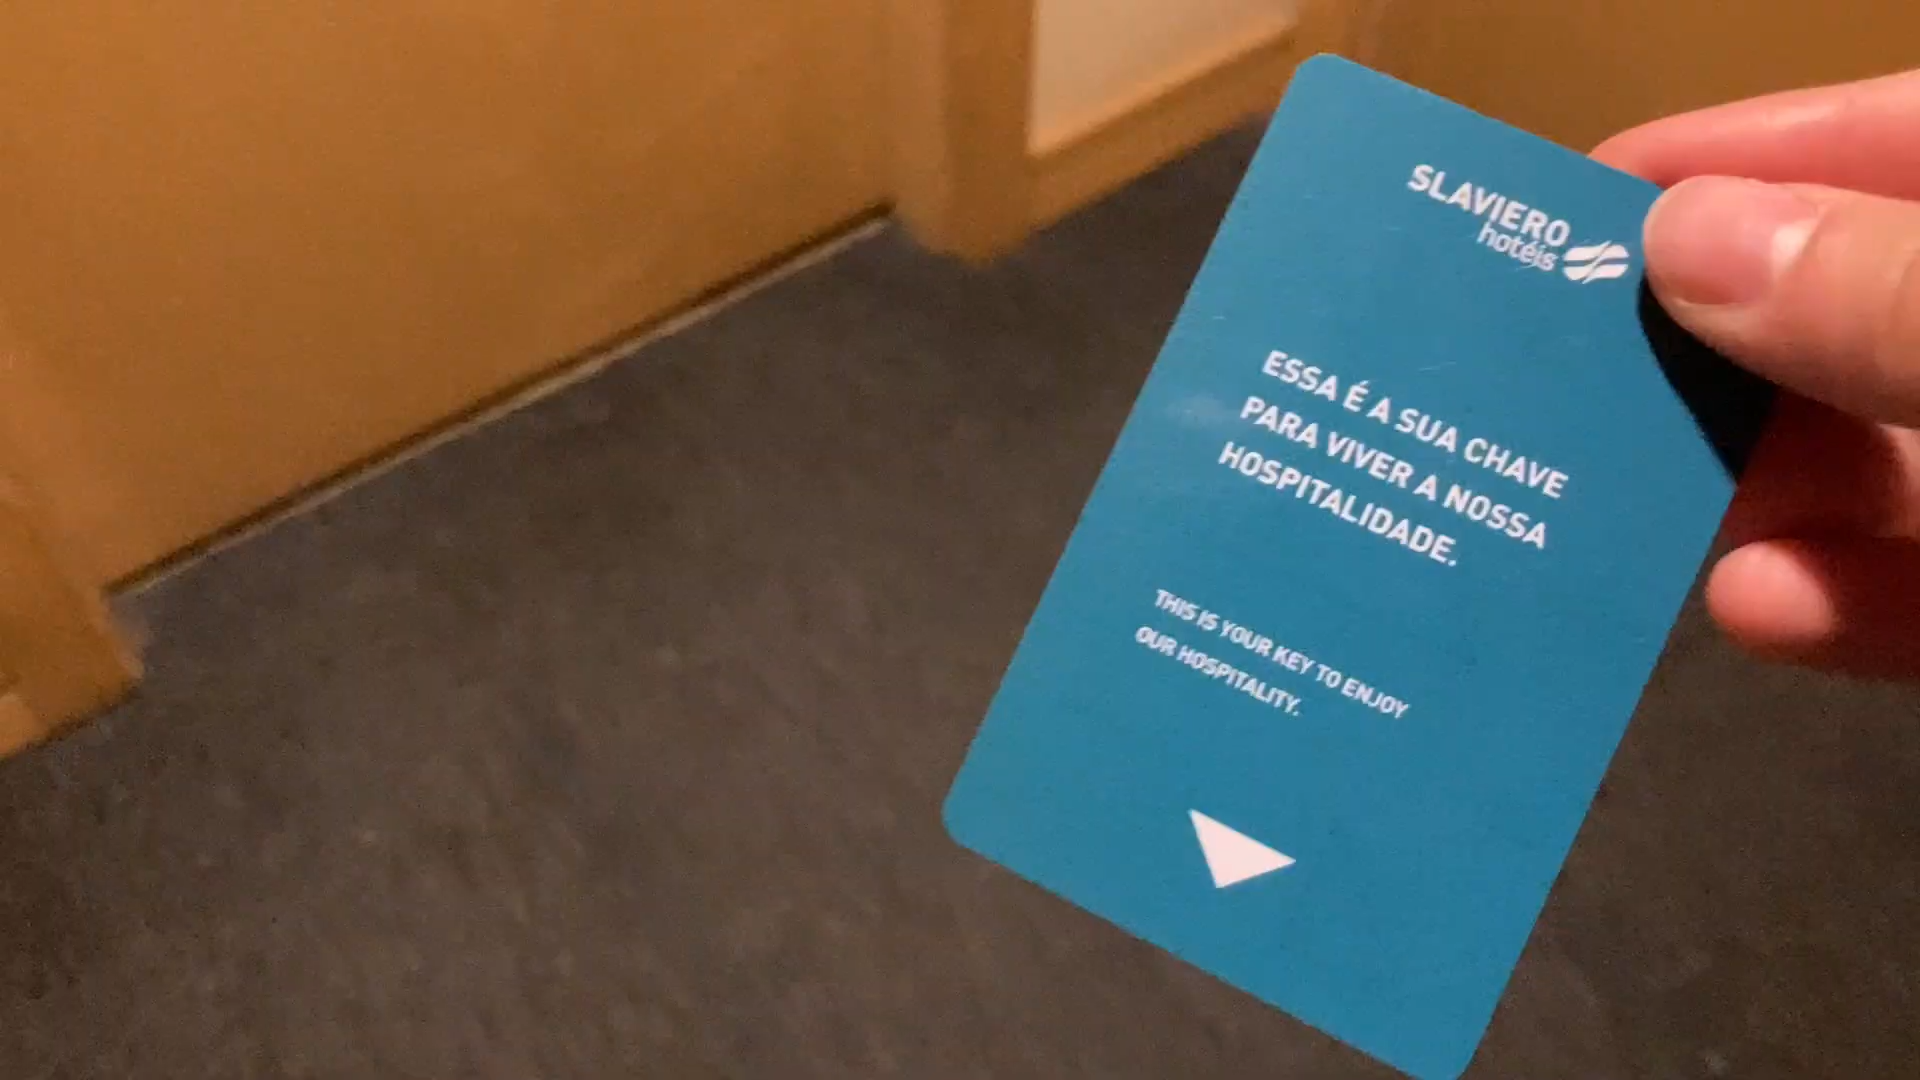 SLAVIERO
hotéis
ESSA É A SUA CHAVE
PARA VIVER A NOSSA
HOSPITALIDADE.
THIS IS YOUR KEY TO ENJOY
OUR HOSPITALITY.